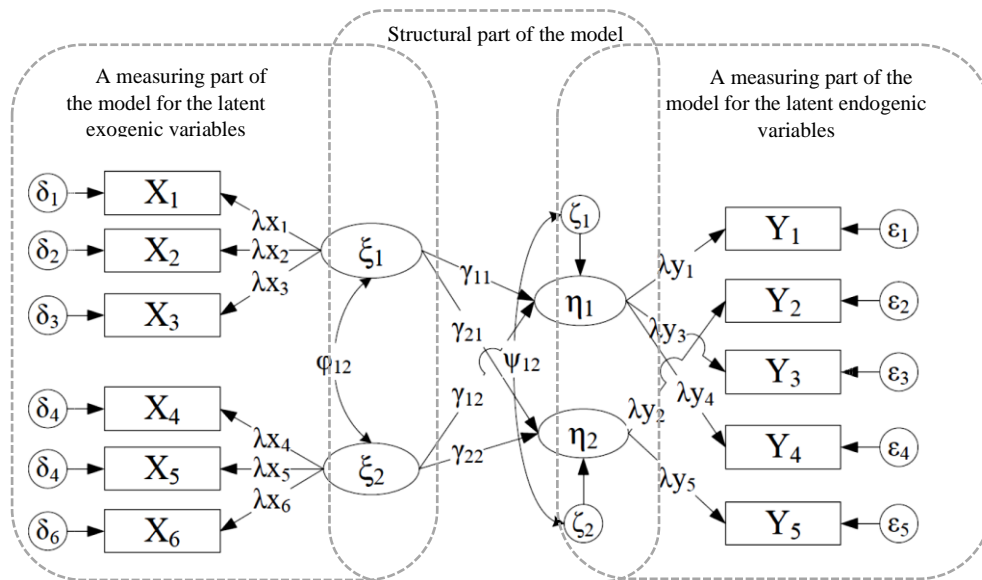 Structural part of the model
A measuring part of
the model for the latent
exogenic variables
A measuring part of the
model for the latent endogenic
variables
δ₁ X₁ λx₁
δ₂ X₂ λx₂
δ₃ X₃ λx₃
δ₄ X₄ λx₄
δ₄ X₅ λx₅
δ₆ X₆ λx₆
ξ₁
φ₁₂
ξ₂
γ₁₁
γ₂₁
γ₁₂
γ₂₂
ζ₁
η₁
ψ₁₂
η₂
ζ₂
λy₁
λy₃
λy₄
λy₂
λy₅
Y₁ ε₁
Y₂ ε₂
Y₃ ε₃
Y₄ ε₄
Y₅ ε₅